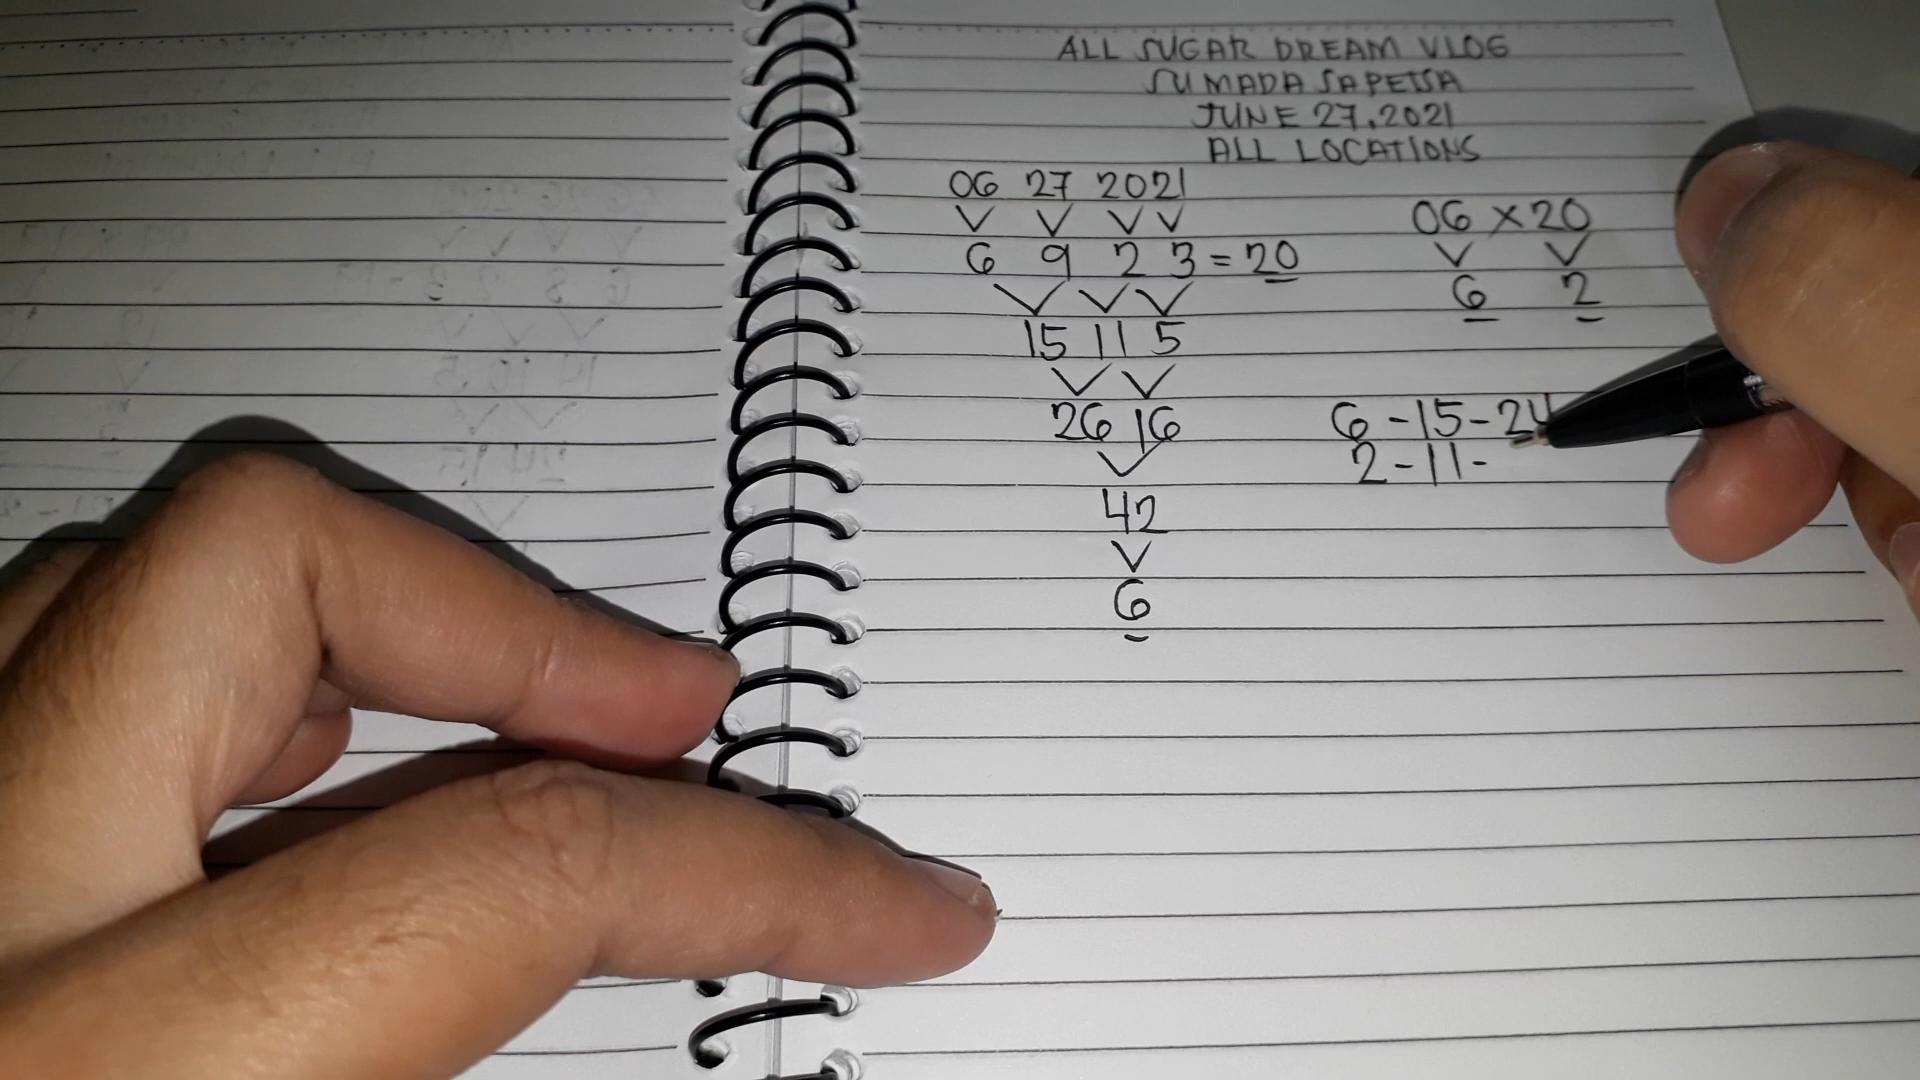 ALL SUGAR DREAM VLOG
SUMADA SAPETSA
JUNE 27, 2021
ALL LOCATIONS
06 27 2021
6 9 2 3 = 20
15 11 5
26 16
42
6
06 x 20
6 2
6 - 15 - 24
2 - 11 -